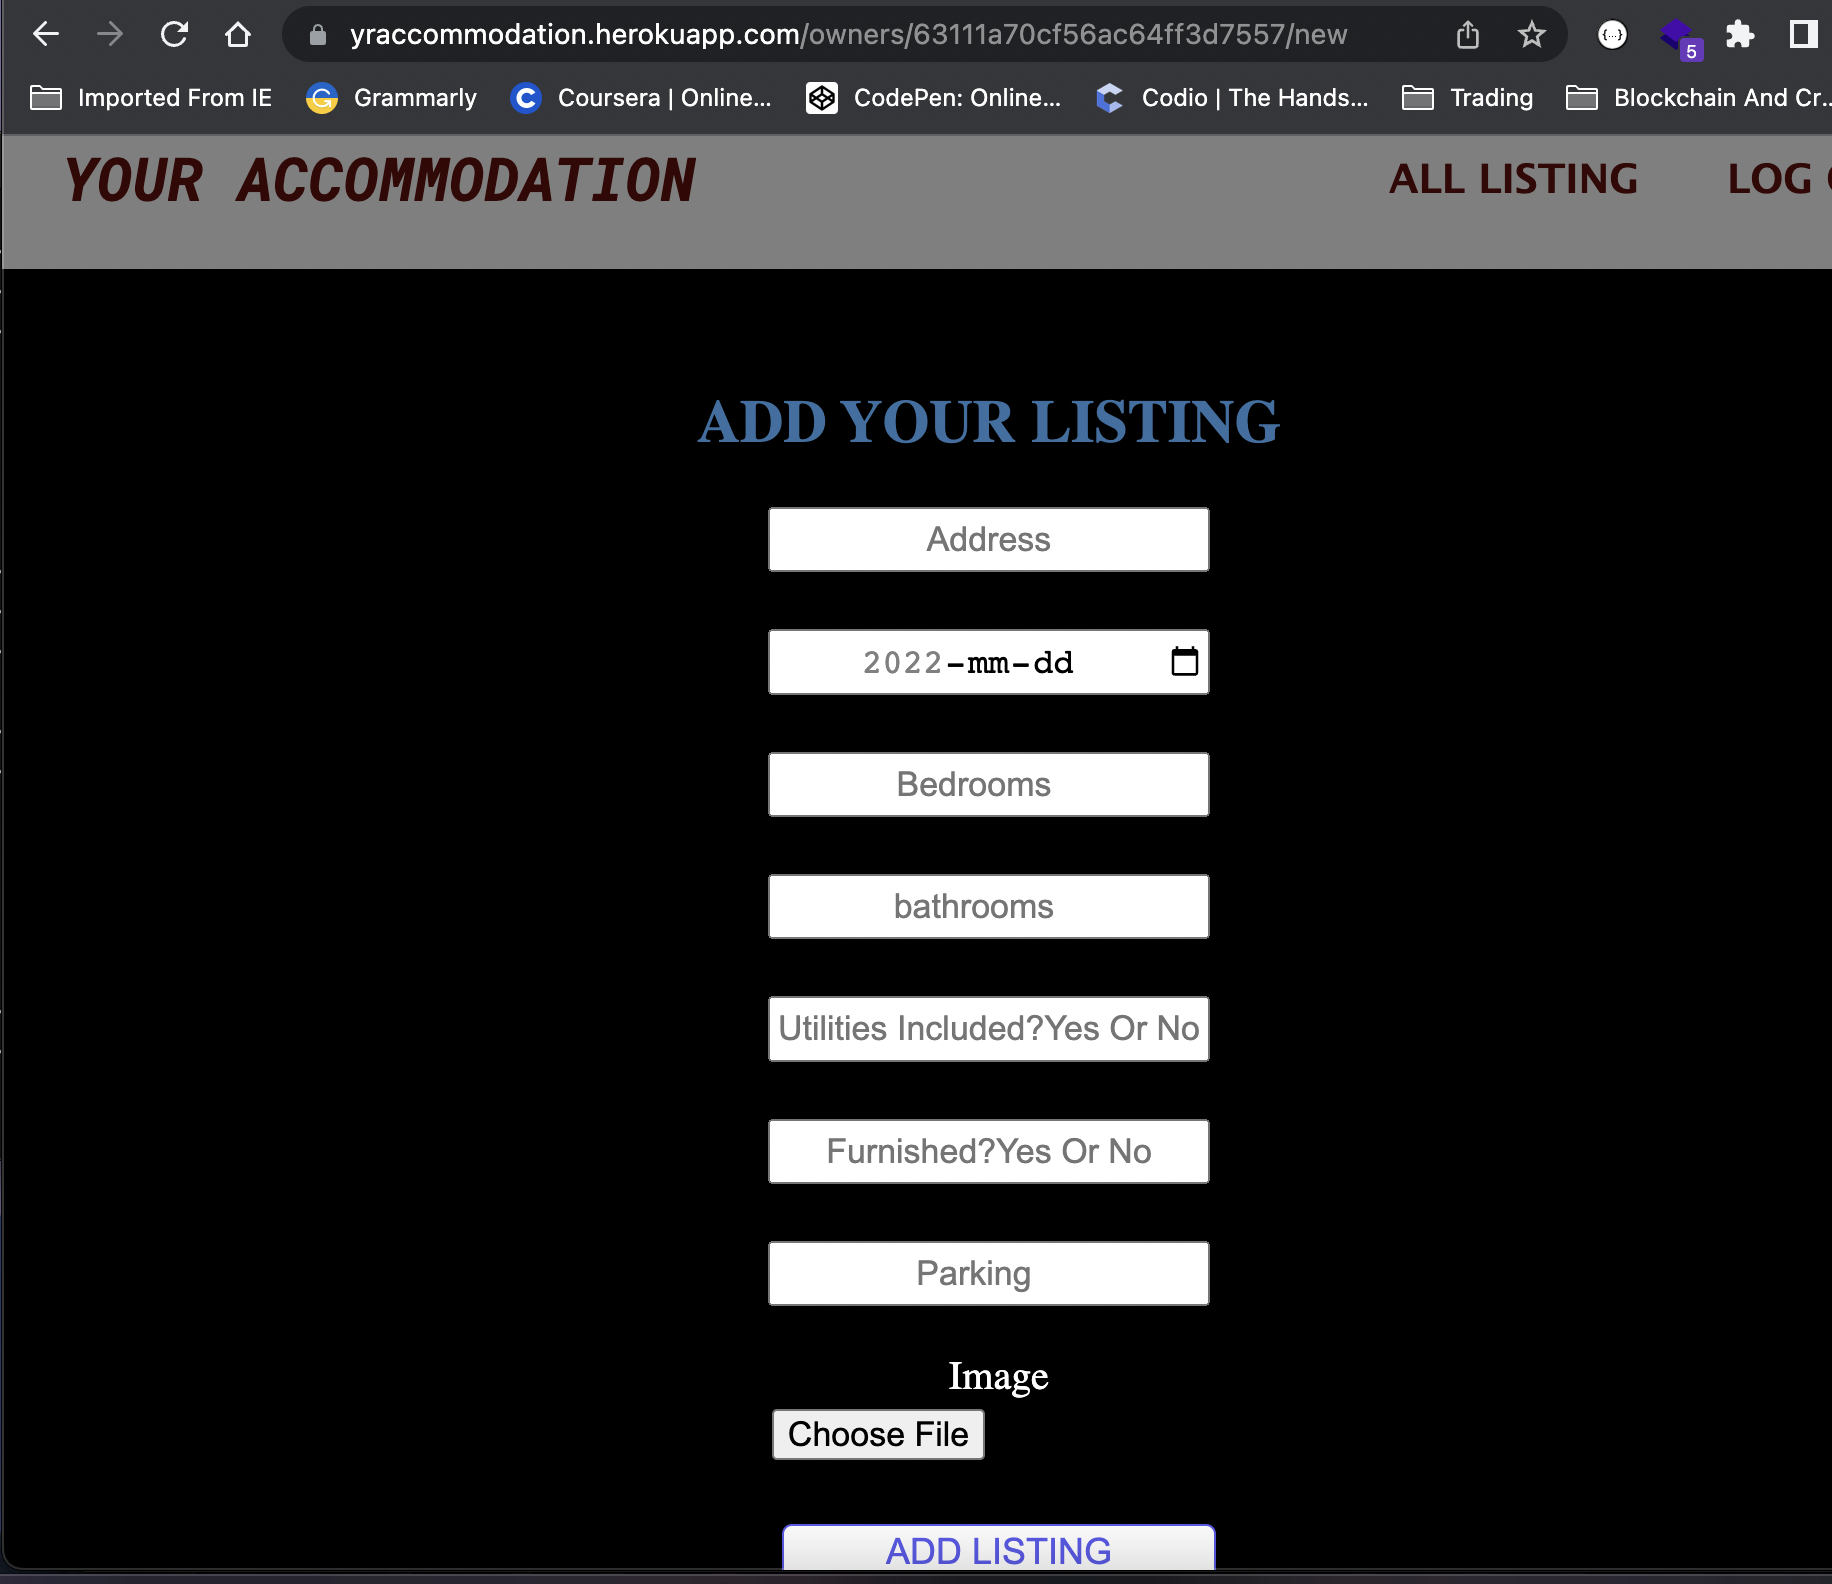 yraccommodation.herokuapp.com/owners/63111a70cf56ac64ff3d7557/new
{...}
5
Imported From IE Grammarly Coursera | Online... CodePen: Online... Codio | The Hands... Trading Blockchain And Cr...
YOUR ACCOMMODATION ALL LISTING LOG
ADD YOUR LISTING
Address
2022-mm-dd
Bedrooms
bathrooms
Utilities Included?Yes Or No
Furnished?Yes Or No
Parking
Image
Choose File
ADD LISTING